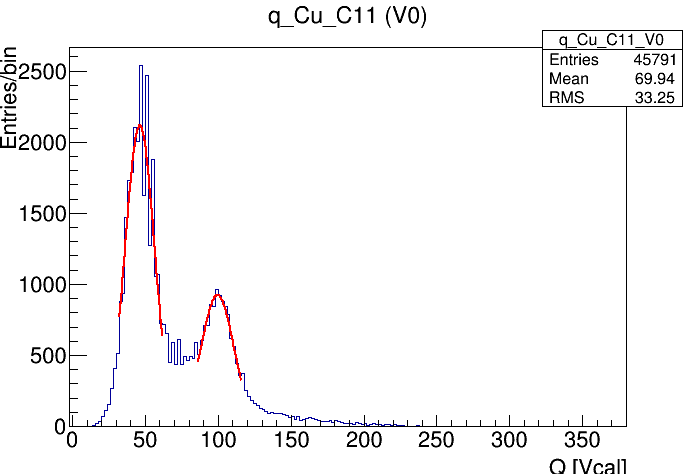 q_Cu_C11 (V0)
q_Cu_C11_V0
Entries 45791
Mean 69.94
RMS 33.25
Entries/bin
2500
2000
1500
1000
500
0
0 50 100 150 200 250 300 350
Q [Vcal]